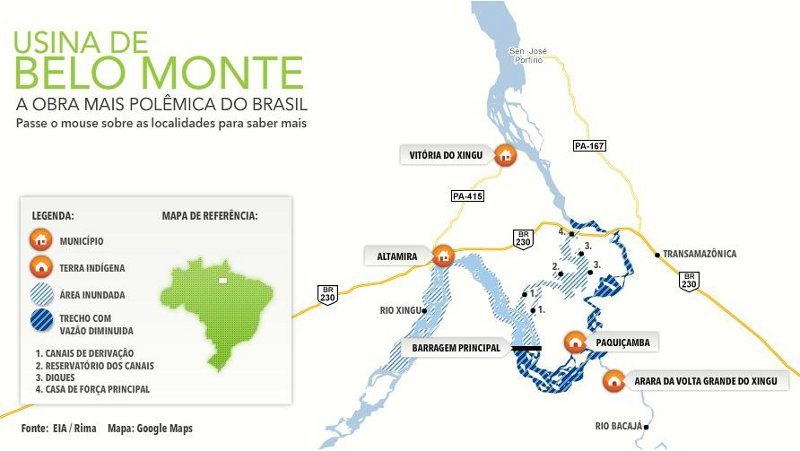 USINA DE
BELO MONTE
A OBRA MAIS POLÊMICA DO BRASIL
Passe o mouse sobre as localidades para saber mais
LEGENDA:
MUNICÍPIO
TERRA INDÍGENA
ÁREA INUNDADA
TRECHO COM
VAZÃO DIMINUIDA
1. CANAIS DE DERIVAÇÃO
2. RESERVATÓRIO DOS CANAIS
3. DIQUES
4. CASA DE FORÇA PRINCIPAL
MAPA DE REFERÊNCIA:
Fonte: EIA / Rima Mapa: Google Maps
Sen. José
Porfírio
VITÓRIA DO XINGU
PA-167
PA-415
ALTAMIRA
BR
230
4.
3.
2.
3.
TRANSAMAZÔNICA
BR
230
BR
230
RIO XINGU
1.
1.
BARRAGEM PRINCIPAL
PAQUIÇAMBA
ARARA DA VOLTA GRANDE DO XINGU
RIO BACAJÁ